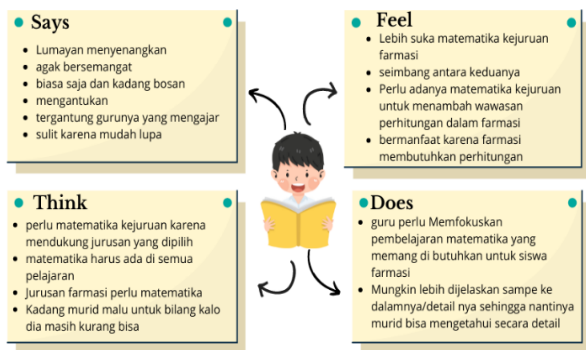 Says
Lumayan menyenangkan
agak bersemangat
biasa saja dan kadang bosan
mengantukan
tergantung gurunya yang mengajar
sulit karena mudah lupa
Feel
Lebih suka matematika kejuruan
farmasi
seimbang antara keduanya
Perlu adanya matematika kejuruan
untuk menambah wawasan
perhitungan dalam farmasi
bermanfaat karena farmasi
membutuhkan perhitungan
Think
perlu matematika kejuruan karena
mendukung jurusan yang dipilih
matematika harus ada di semua
pelajaran
Jurusan farmasi perlu matematika
Kadang murid malu untuk bilang kalo
dia masih kurang bisa
Does
guru perlu Memfokuskan
pembelajaran matematika yang
memang di butuhkan untuk siswa
farmasi
Mungkin lebih dijelaskan sampe ke
dalamnya/detail nya sehingga nantinya
murid bisa mengetahui secara detail